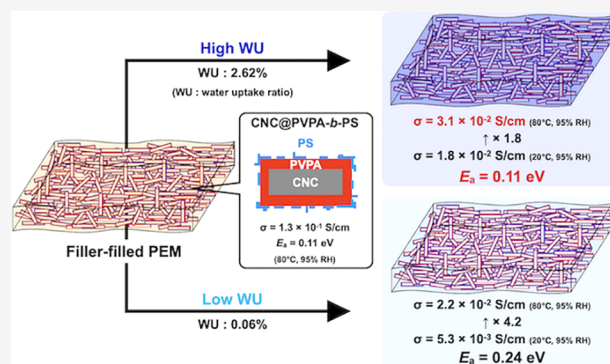 High WU
WU : 2.62%
(WU : water uptake ratio)
CNC@PVPA-b-PS
PS
PVPA
CNC
σ = 1.3 × 10⁻¹ S/cm
Eₐ = 0.11 eV
(80°C, 95% RH)
Filler-filled PEM
Low WU
WU : 0.06%
σ = 3.1 × 10⁻² S/cm (80°C, 95% RH)
↑ × 1.8
σ = 1.8 × 10⁻² S/cm (20°C, 95% RH)
Eₐ = 0.11 eV
σ = 2.2 × 10⁻² S/cm (80°C, 95% RH)
↑ × 4.2
σ = 5.3 × 10⁻³ S/cm (20°C, 95% RH)
Eₐ = 0.24 eV